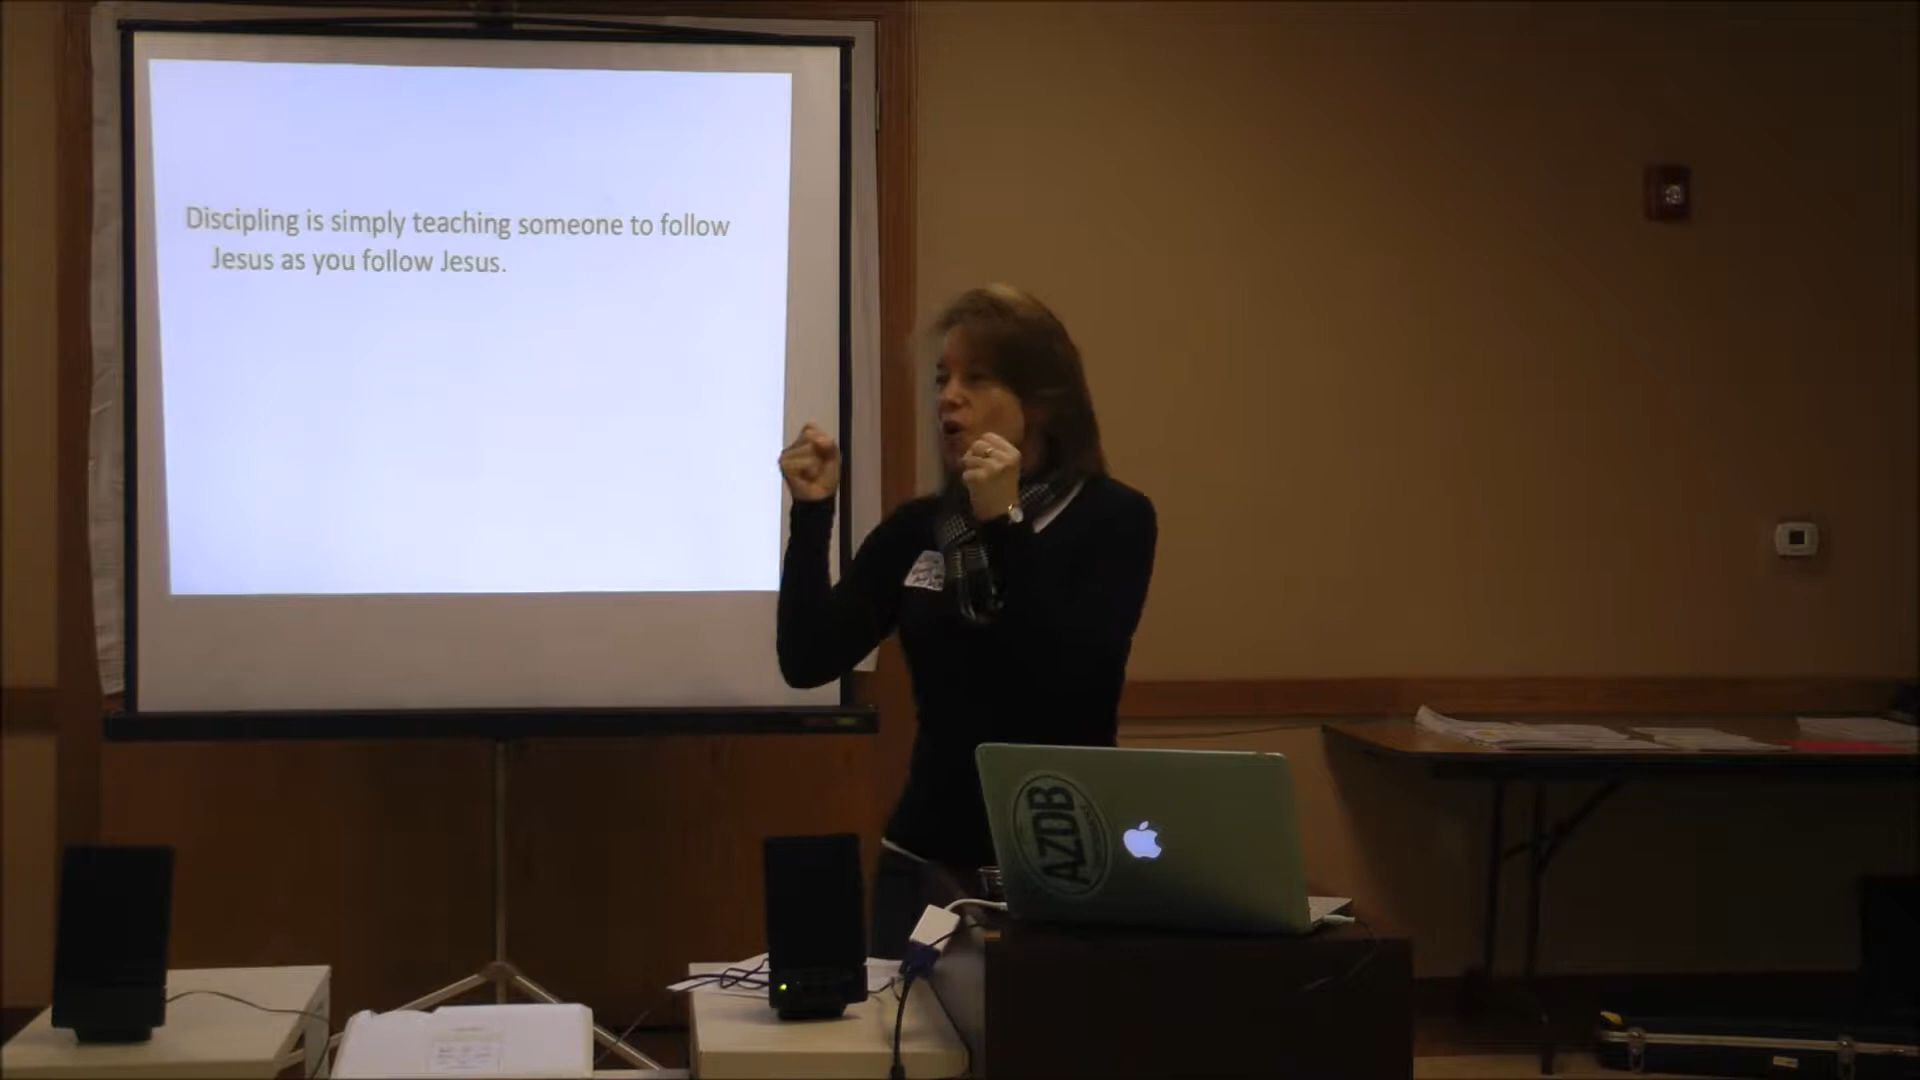 Discipling is simply teaching someone to follow
Jesus as you follow Jesus.
AZDB